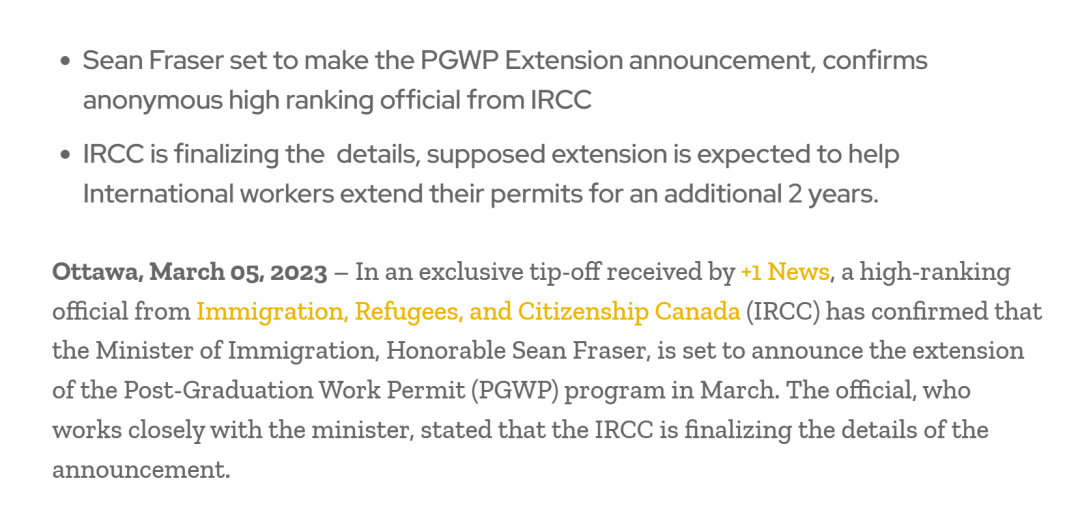 • Sean Fraser set to make the PGWP Extension announcement, confirms
anonymous high ranking official from IRCC
• IRCC is finalizing the  details, supposed extension is expected to help
International workers extend their permits for an additional 2 years.
Ottawa, March 05, 2023 – In an exclusive tip-off received by +1 News, a high-ranking
official from Immigration, Refugees, and Citizenship Canada (IRCC) has confirmed that
the Minister of Immigration, Honorable Sean Fraser, is set to announce the extension
of the Post-Graduation Work Permit (PGWP) program in March. The official, who
works closely with the minister, stated that the IRCC is finalizing the details of the
announcement.